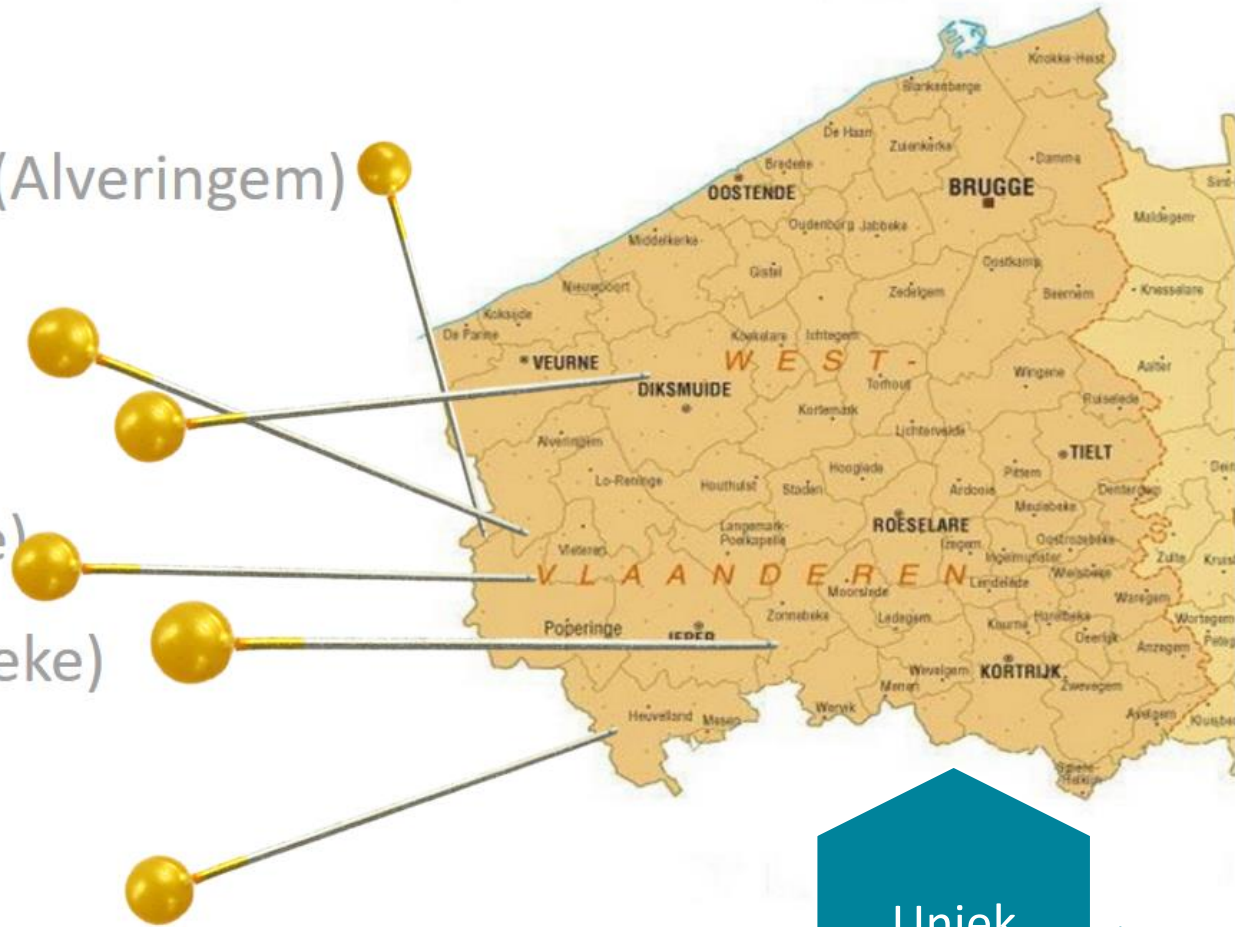 (Alveringem)
e)
eke)
Knokke-Heist
Blankenberge
De Haan
Zuienkerke
Bredene
Damme
OOSTENDE
BRUGGE
Maldegem
Oudenburg Jabbeke
Middelkerke
Gistel
Oostkamp
Nieuwpoort
Zedelgem
Beernem
Knesselare
Koksijde
De Panne
Koekelare
Ichtegem
VEURNE
WEST-
Aalter
DIKSMUIDE
Torhout
Wingene
Ruiselede
Kortemark
Lichtervelde
Alveringem
TIELT
Lo-Reninge
Houthulst
Staden
Hooglede
Ardooie
Pittem
Dentergem
Meulebeke
Langemark-
Poelkapelle
ROESELARE
Izegem
Oostrozebeke
Vleteren
Ingelmunster
Zulte
VLAANDEREN
Moorslede
Lendelede
Wielsbeke
Waregem
Zonnebeke
Ledegem
Kuurne
Harelbeke
Poperinge
IEPER
Deerlijk
Anzegem
Wevelgem
KORTRIJK
Menen
Zwevegem
Heuvelland
Mesen
Wervik
Avelgem
Spiere-
Helkijn
Uniek